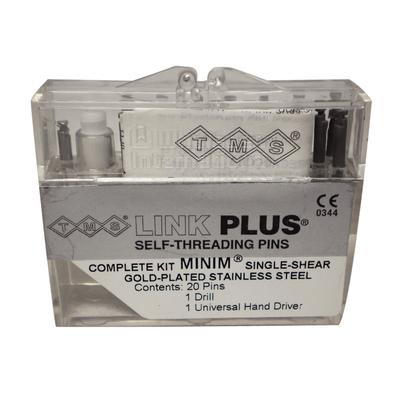 TMS®
TMS® LINK PLUS®
SELF-THREADING PINS
CE
0344
COMPLETE KIT MINIM® SINGLE-SHEAR
GOLD-PLATED STAINLESS STEEL
Contents: 20 Pins
1 Drill
1 Universal Hand Driver